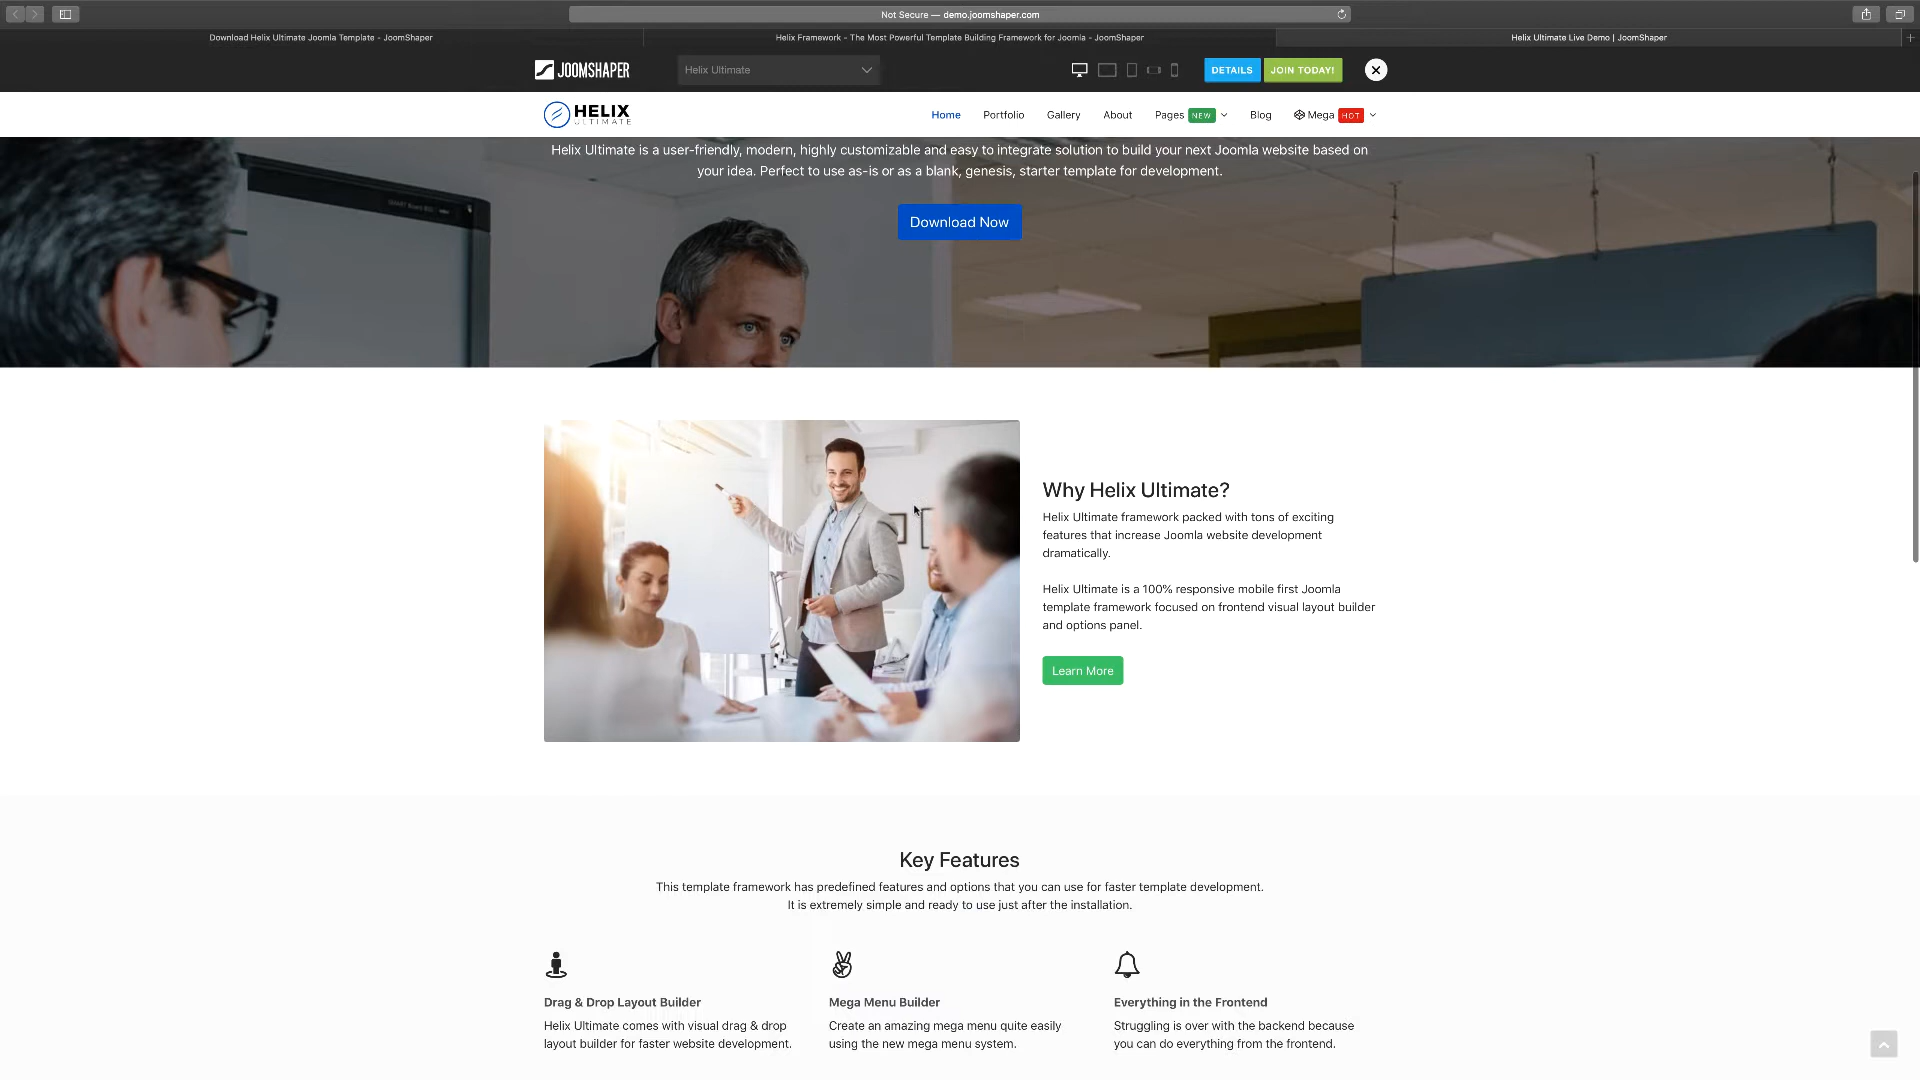 Not Secure — demo.joomshaper.com
Download Helix Ultimate Joomla Template - JoomShaper
Helix Framework - The Most Powerful Template Building Framework for Joomla - JoomShaper
Helix Ultimate Live Demo | JoomShaper
JOOMSHAPER
Helix Ultimate
DETAILS
JOIN TODAY!
HELIX
ULTIMATE
Home
Portfolio
Gallery
About
Pages NEW
Blog
Mega HOT
Helix Ultimate is a user-friendly, modern, highly customizable and easy to integrate solution to build your next Joomla website based on
your idea. Perfect to use as-is or as a blank, genesis, starter template for development.
Download Now
Why Helix Ultimate?
Helix Ultimate framework packed with tons of exciting
features that increase Joomla website development
dramatically.
Helix Ultimate is a 100% responsive mobile first Joomla
template framework focused on frontend visual layout builder
and options panel.
Learn More
Key Features
This template framework has predefined features and options that you can use for faster template development.
It is extremely simple and ready to use just after the installation.
Drag & Drop Layout Builder
Helix Ultimate comes with visual drag & drop
layout builder for faster website development.
Mega Menu Builder
Create an amazing mega menu quite easily
using the new mega menu system.
Everything in the Frontend
Struggling is over with the backend because
you can do everything from the frontend.